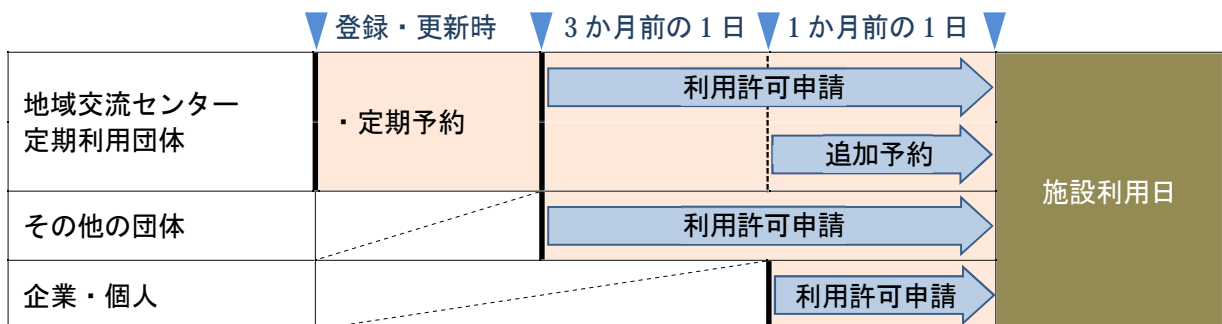 ▼登録・更新時 ▼3か月前の1日 ▼1か月前の1日 ▼
地域交流センター
定期利用団体
・定期予約
利用許可申請
追加予約
その他の団体
利用許可申請
企業・個人
利用許可申請
施設利用日